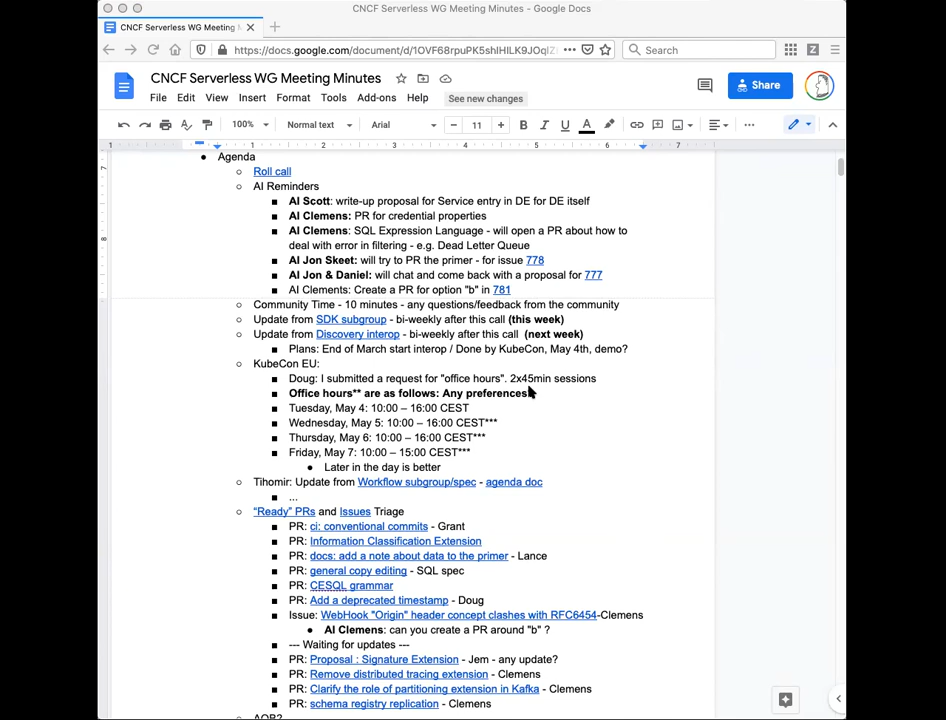 CNCF Serverless WG Meeting Minutes - Google Docs
CNCF Serverless WG Meeting M
https://docs.google.com/document/d/1OVF68rpuPK5shIHILK9JOqlZ
Search
CNCF Serverless WG Meeting Minutes
Share
File Edit View Insert Format Tools Add-ons Help See new changes
100% Normal text Arial 11 B I U A
1 1 2 3 4 5 6 7
7
8
Agenda
Roll call
AI Reminders
AI Scott: write-up proposal for Service entry in DE for DE itself
AI Clemens: PR for credential properties
AI Clemens: SQL Expression Language - will open a PR about how to
deal with error in filtering - e.g. Dead Letter Queue
AI Jon Skeet: will try to PR the primer - for issue 778
AI Jon & Daniel: will chat and come back with a proposal for 777
AI Clements: Create a PR for option "b" in 781
Community Time - 10 minutes - any questions/feedback from the community
Update from SDK subgroup - bi-weekly after this call (this week)
Update from Discovery interop - bi-weekly after this call (next week)
Plans: End of March start interop / Done by KubeCon, May 4th, demo?
KubeCon EU:
Doug: I submitted a request for "office hours". 2x45min sessions
Office hours** are as follows: Any preferences
Tuesday, May 4: 10:00 – 16:00 CEST
Wednesday, May 5: 10:00 – 16:00 CEST***
Thursday, May 6: 10:00 – 16:00 CEST***
Friday, May 7: 10:00 – 15:00 CEST***
Later in the day is better
Tihomir: Update from Workflow subgroup/spec - agenda doc
...
"Ready" PRs and Issues Triage
PR: ci: conventional commits - Grant
PR: Information Classification Extension
PR: docs: add a note about data to the primer - Lance
PR: general copy editing - SQL spec
PR: CESQL grammar
PR: Add a deprecated timestamp - Doug
Issue: WebHook "Origin" header concept clashes with RFC6454-Clemens
AI Clemens: can you create a PR around "b" ?
--- Waiting for updates ---
PR: Proposal : Signature Extension - Jem - any update?
PR: Remove distributed tracing extension - Clemens
PR: Clarify the role of partitioning extension in Kafka - Clemens
PR: schema registry replication - Clemens
AOB?